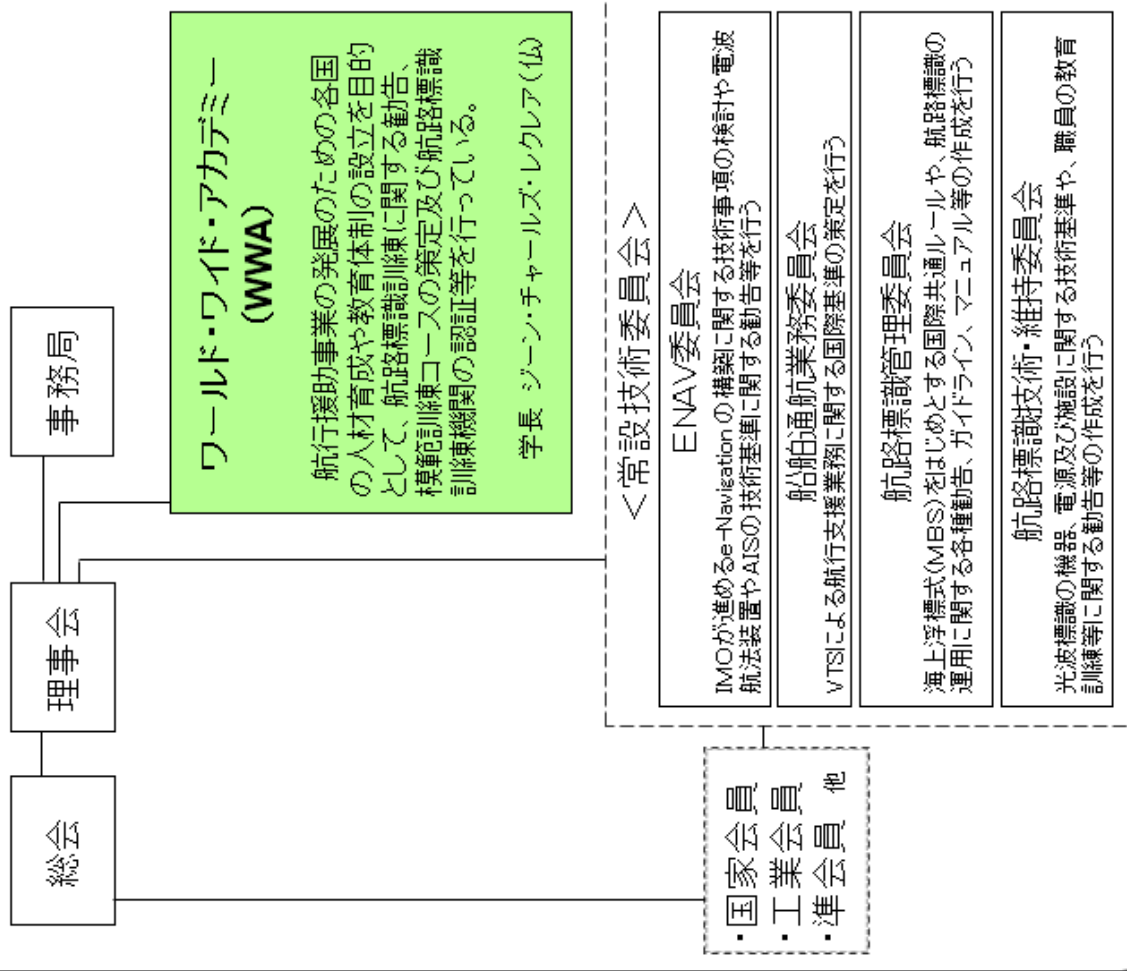 総会
理事会
事務局
ワールド・ワイド・アカデミー
(WWA)
航行援助事業の発展のための各国
の人材育成や教育体制の設立を目的
として、航路標識訓練に関する勧告、
模範訓練コースの策定及び航路標識
訓練機関の認証等を行っている。
学長 ジーン・チャールズ・レクレア(仏)
・国家会員
・工業会員
・準会員 他
＜常設技術委員会＞
ENAV委員会
IMOが進めるe-Navigationの構築に関する技術事項の検討や電波
航法装置やAISの技術基準に関する勧告等を行う
船舶通航業務委員会
VTSによる航行支援業務に関する国際基準の策定を行う
航路標識管理委員会
海上浮標式(MBS)をはじめとする国際共通ルールや、航路標識の
運用に関する各種勧告、ガイドライン、マニュアル等の作成を行う
航路標識技術・維持委員会
光波標識の機器、電源及び施設に関する技術基準や、職員の教育
訓練等に関する勧告等の作成を行う